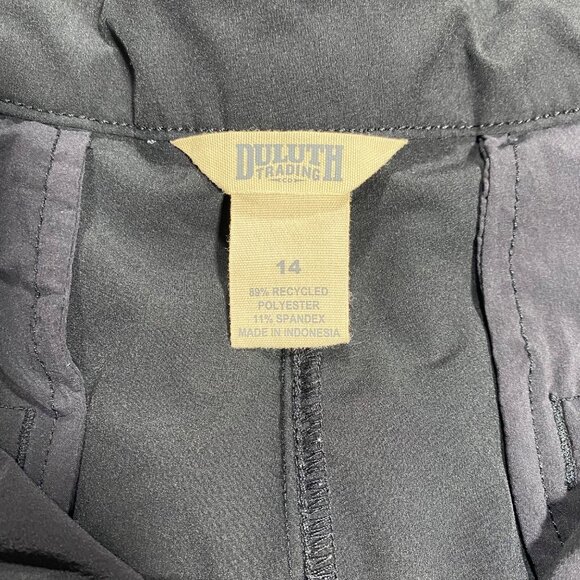 DULUTH
TRADING
CO
14
89% RECYCLED
POLYESTER
11% SPANDEX
MADE IN INDONESIA